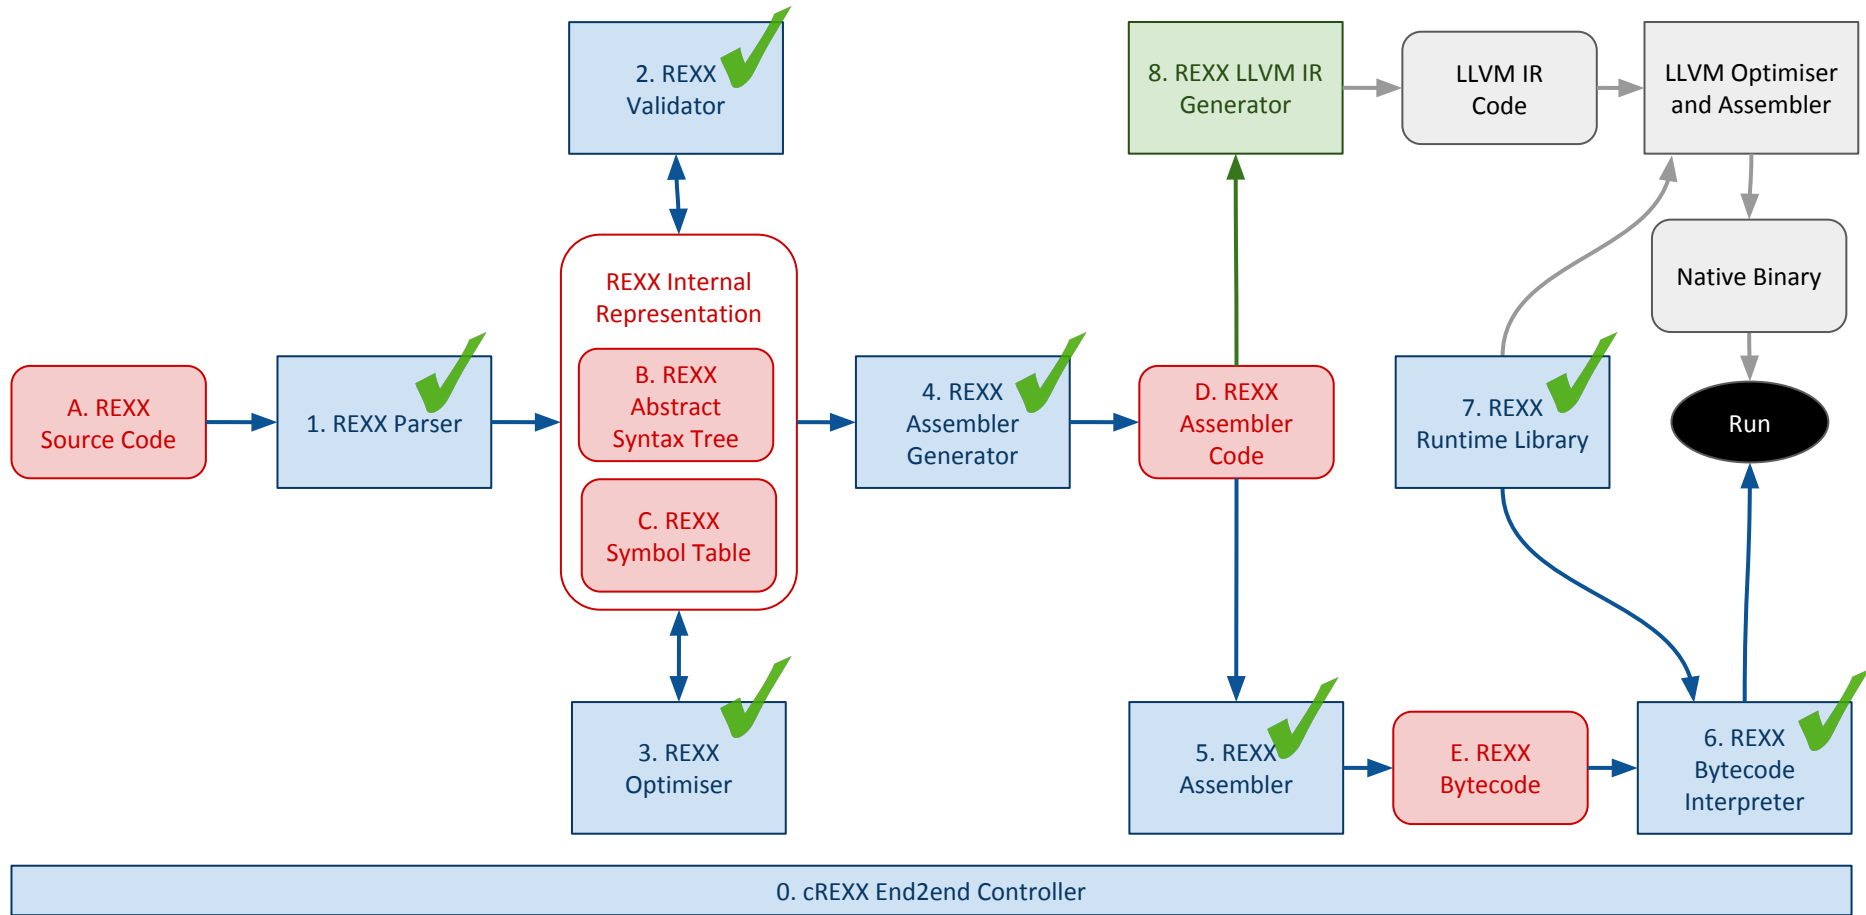 2. REXX
Validator
8. REXX LLVM IR
Generator
LLVM IR
Code
LLVM Optimiser
and Assembler
REXX Internal
Representation
B. REXX
Abstract
Syntax Tree
C. REXX
Symbol Table
A. REXX
Source Code
1. REXX Parser
4. REXX
Assembler
Generator
D. REXX
Assembler
Code
7. REXX
Runtime Library
Native Binary
Run
3. REXX
Optimiser
5. REXX
Assembler
E. REXX
Bytecode
6. REXX
Bytecode
Interpreter
0. cREXX End2end Controller